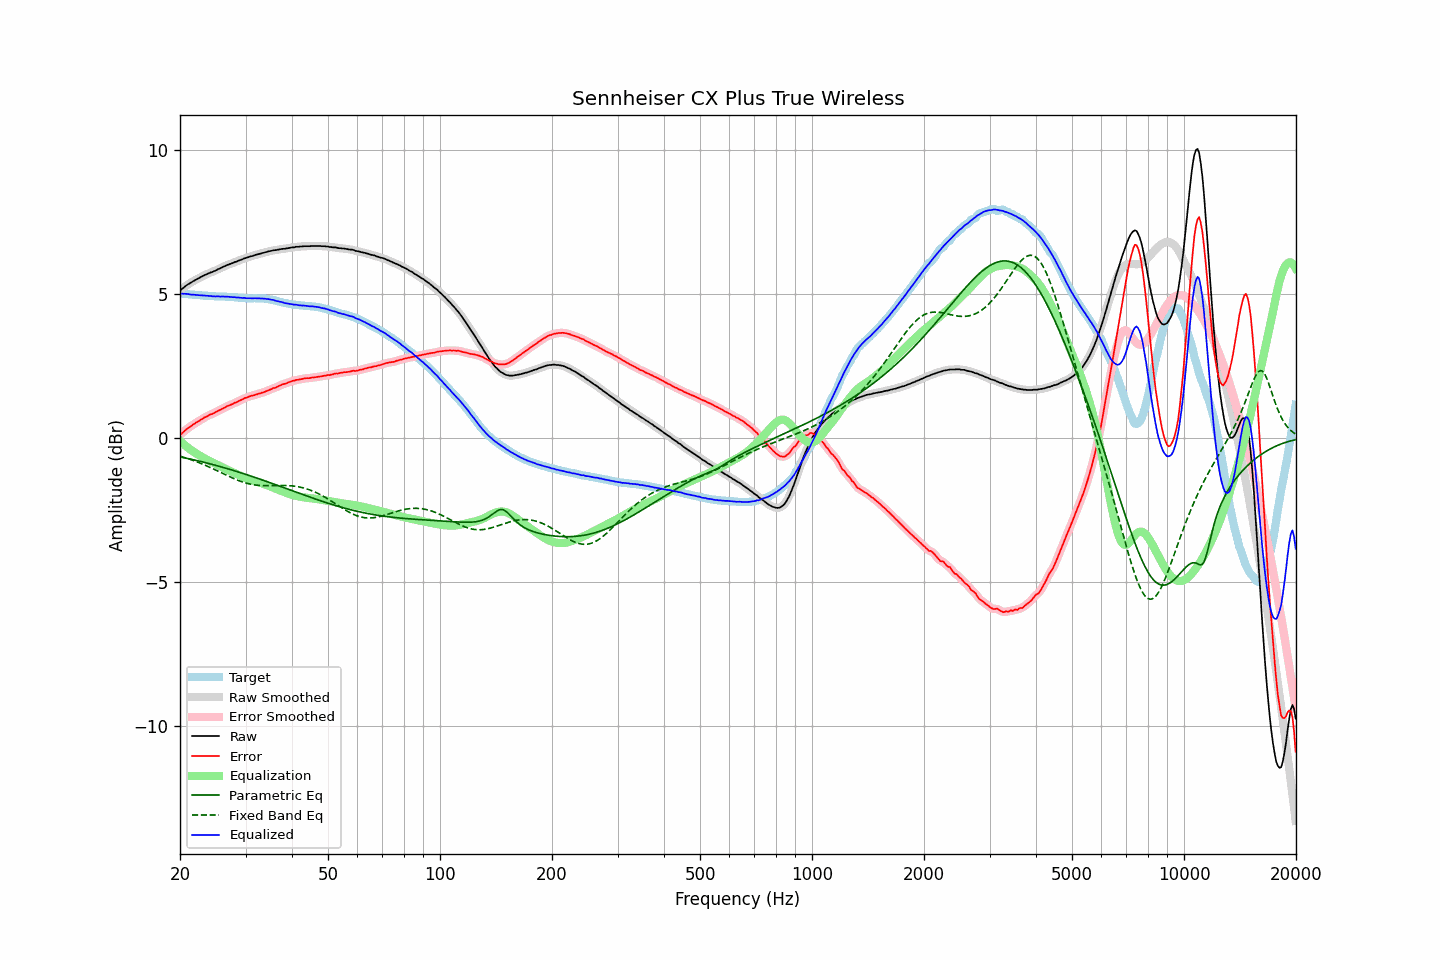 Sennheiser CX Plus True Wireless
Amplitude (dBr)
10
5
0
−5
−10
Target
Raw Smoothed
Error Smoothed
Raw
Error
Equalization
Parametric Eq
Fixed Band Eq
Equalized
20 50 100 200 500 1000 2000 5000 10000 20000
Frequency (Hz)